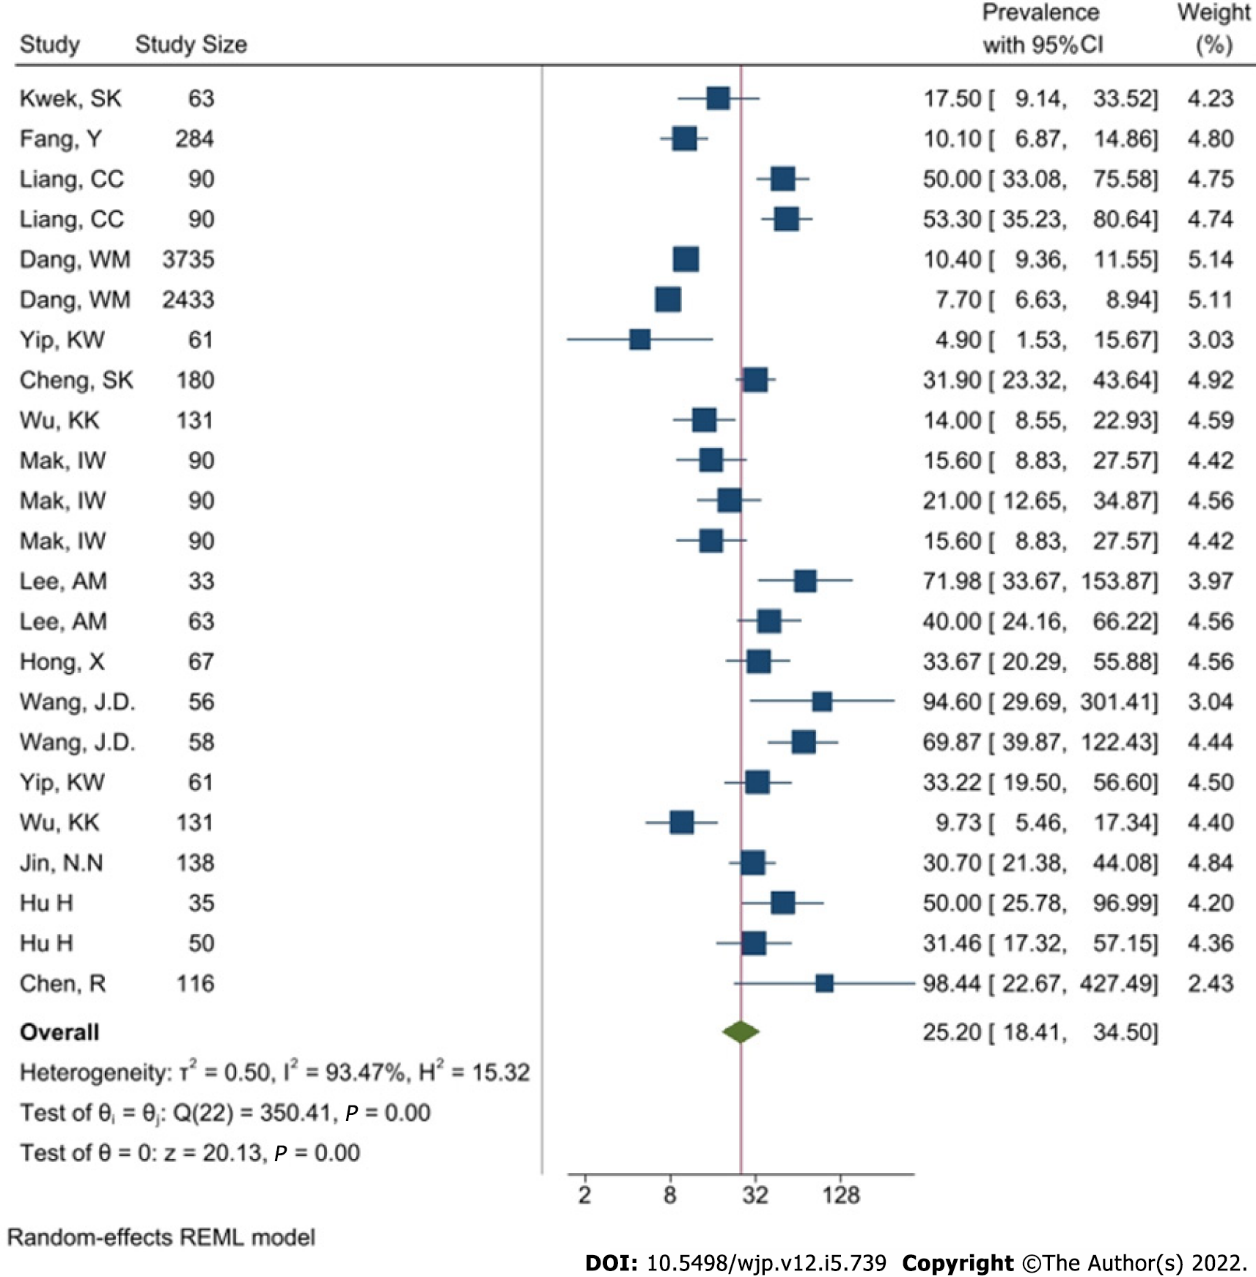 Prevalence Weight
Study Study Size with 95%CI (%)
Kwek, SK 63 17.50 [ 9.14, 33.52] 4.23
Fang, Y 284 10.10 [ 6.87, 14.86] 4.80
Liang, CC 90 50.00 [ 33.08, 75.58] 4.75
Liang, CC 90 53.30 [ 35.23, 80.64] 4.74
Dang, WM 3735 10.40 [ 9.36, 11.55] 5.14
Dang, WM 2433 7.70 [ 6.63, 8.94] 5.11
Yip, KW 61 4.90 [ 1.53, 15.67] 3.03
Cheng, SK 180 31.90 [ 23.32, 43.64] 4.92
Wu, KK 131 14.00 [ 8.55, 22.93] 4.59
Mak, IW 90 15.60 [ 8.83, 27.57] 4.42
Mak, IW 90 21.00 [ 12.65, 34.87] 4.56
Mak, IW 90 15.60 [ 8.83, 27.57] 4.42
Lee, AM 33 71.98 [ 33.67, 153.87] 3.97
Lee, AM 63 40.00 [ 24.16, 66.22] 4.56
Hong, X 67 33.67 [ 20.29, 55.88] 4.56
Wang, J.D. 56 94.60 [ 29.69, 301.41] 3.04
Wang, J.D. 58 69.87 [ 39.87, 122.43] 4.44
Yip, KW 61 33.22 [ 19.50, 56.60] 4.50
Wu, KK 131 9.73 [ 5.46, 17.34] 4.40
Jin, N.N 138 30.70 [ 21.38, 44.08] 4.84
Hu H 35 50.00 [ 25.78, 96.99] 4.20
Hu H 50 31.46 [ 17.32, 57.15] 4.36
Chen, R 116 98.44 [ 22.67, 427.49] 2.43
Overall 25.20 [ 18.41, 34.50]
Heterogeneity: τ² = 0.50, I² = 93.47%, H² = 15.32
Test of θᵢ = θⱼ: Q(22) = 350.41, P = 0.00
Test of θ = 0: z = 20.13, P = 0.00
2 8 32 128
Random-effects REML model
DOI: 10.5498/wjp.v12.i5.739 Copyright ©The Author(s) 2022.